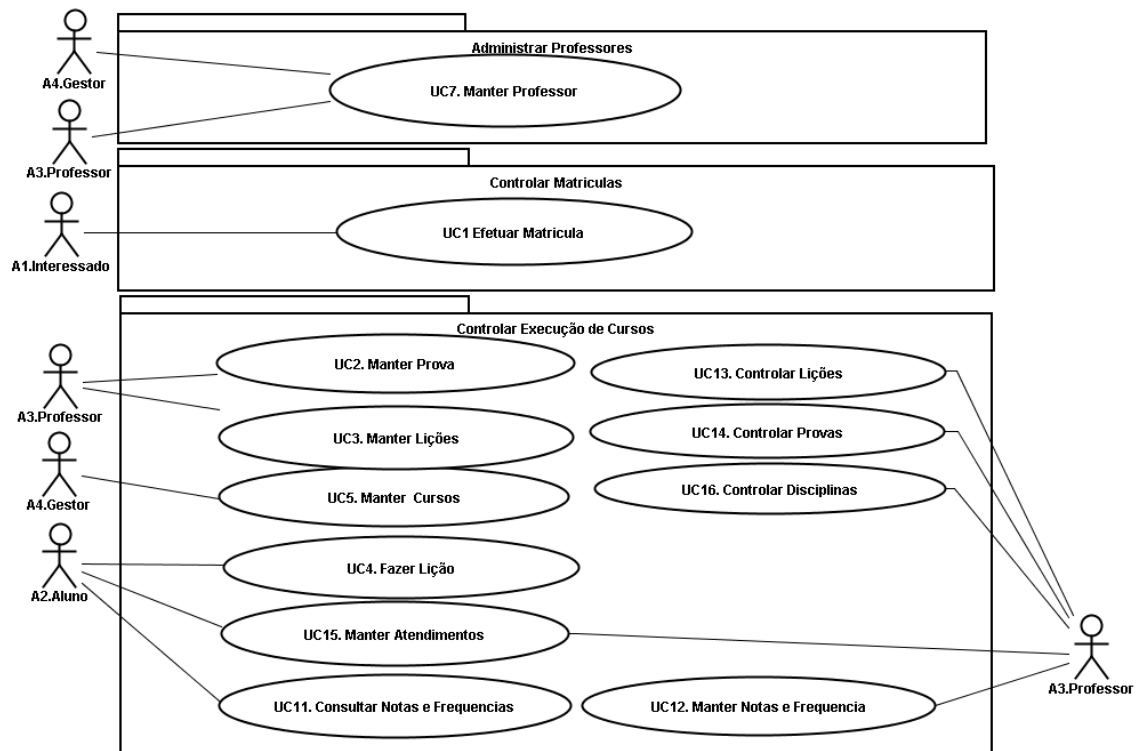 Administrar Professores
A4.Gestor
UC7. Manter Professor
A3.Professor
Controlar Matriculas
UC1 Efetuar Matricula
A1.Interessado
Controlar Execução de Cursos
UC2. Manter Prova
UC13. Controlar Lições
A3.Professor
UC3. Manter Lições
UC14. Controlar Provas
A4.Gestor
UC5. Manter  Cursos
UC16. Controlar Disciplinas
UC4. Fazer Lição
A2.Aluno
UC15. Manter Atendimentos
A3.Professor
UC11. Consultar Notas e Frequencias
UC12. Manter Notas e Frequencia